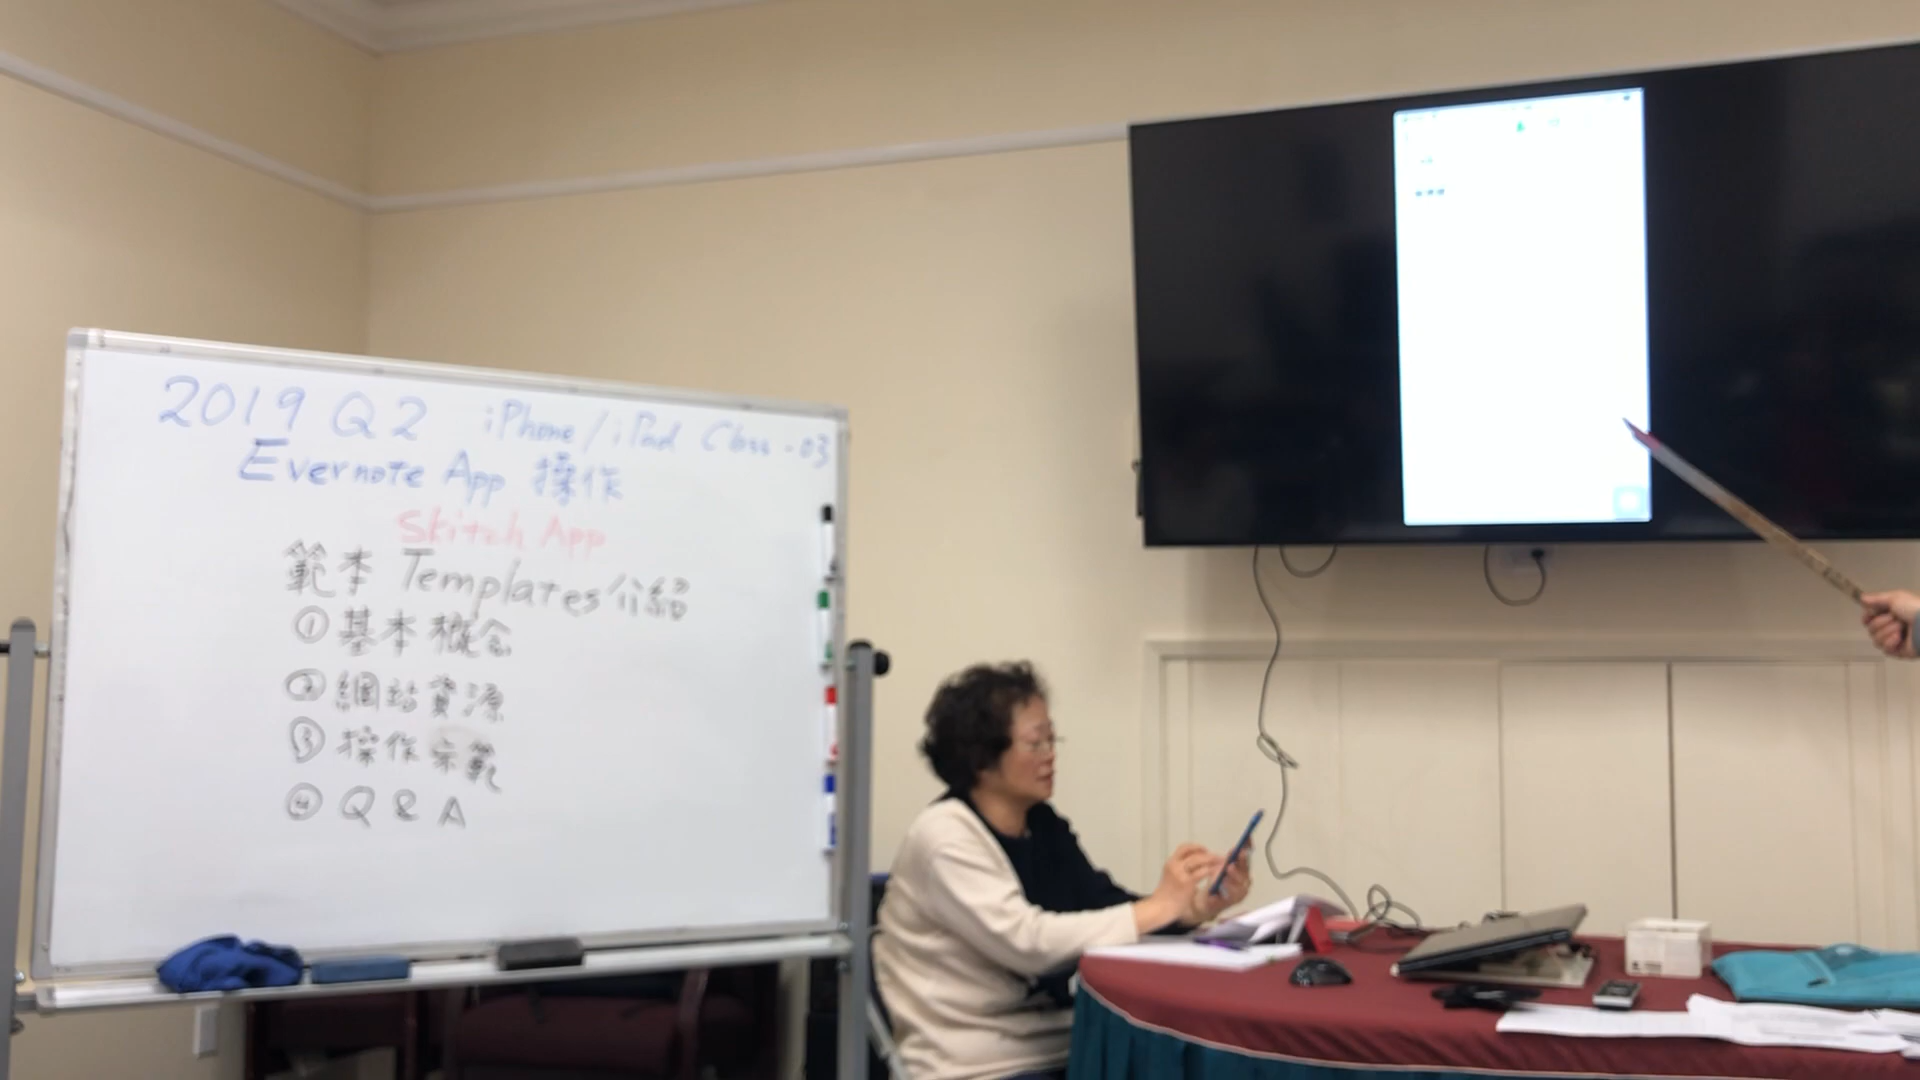 2019 Q2 iPhone/iPad Class-03
Evernote App 操作
Skitch App
範本 Templates 介紹
① 基本概念
② 網站資源
③ 操作示範
④ Q & A